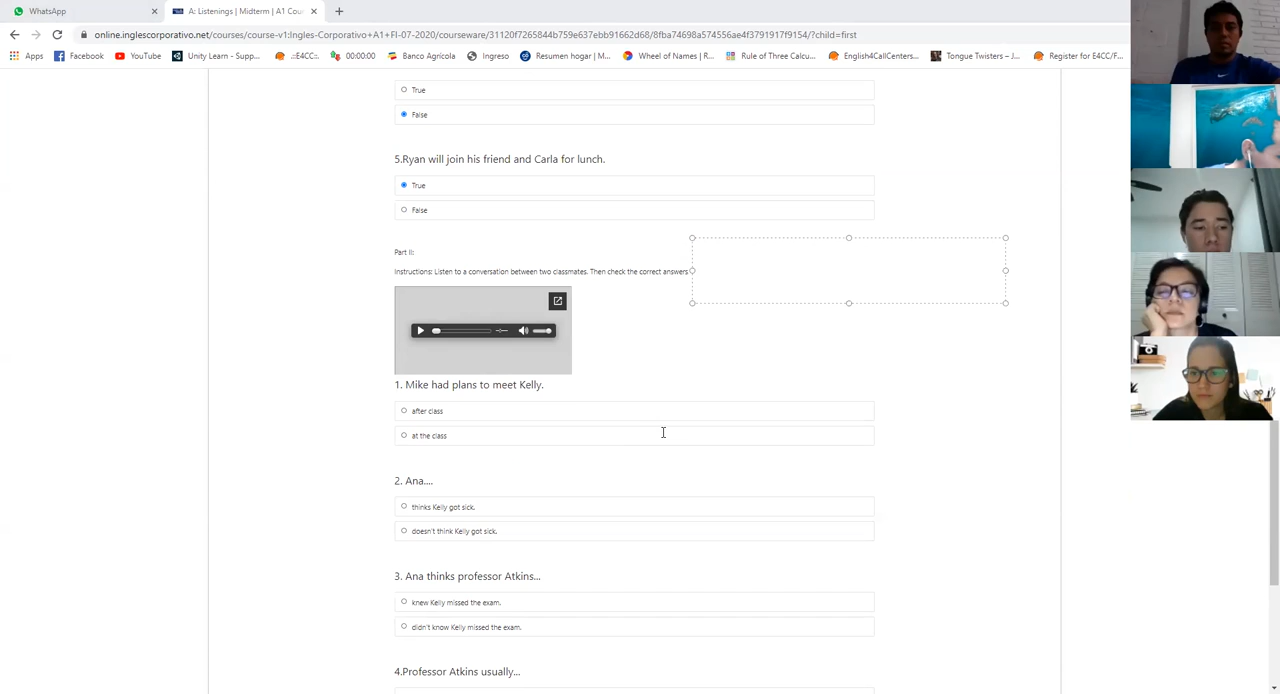 WhatsApp
A: Listenings | Midterm | A1 Cou
online.inglescorporativo.net/courses/course-v1:Ingles-Corporativo+A1+FI-07-2020/courseware/31120f7265844b759e637ebb91662d68/8fba74698a574556ae4f3791917f9154/?child=first
Apps Facebook YouTube Unity Learn - Supp... .::E4CC:. 00:00:00 Banco Agrícola Ingreso Resumen hogar | M... Wheel of Names | R... Rule of Three Calcu... English4CallCenters... Tongue Twisters – J... Register for E4CC/F...
True
False
5.Ryan will join his friend and Carla for lunch.
True
False
Part II:
Instructions: Listen to a conversation between two classmates. Then check the correct answers
1. Mike had plans to meet Kelly.
after class
at the class
2. Ana....
thinks Kelly got sick.
doesn't think Kelly got sick.
3. Ana thinks professor Atkins...
knew Kelly missed the exam.
didn't know Kelly missed the exam.
4.Professor Atkins usually...